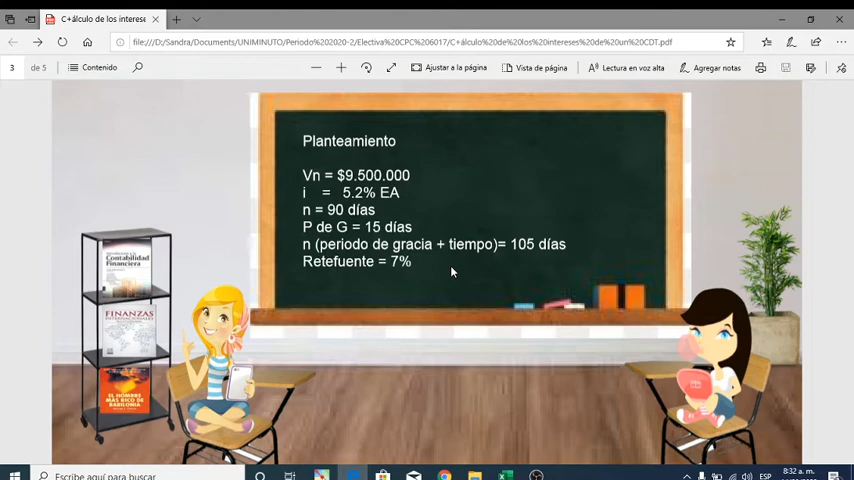 C+álculo de los interese
file:///D:/Sandra/Documents/UNIMINUTO/Periodo%202020-2/Electiva%20CPC%206017/C+álculo%20de%20los%20intereses%20de%20un%20CDT.pdf
3 de 5 Contenido Ajustar a la página Vista de página Lectura en voz alta Agregar notas
Planteamiento
Vn = $9.500.000
i = 5.2% EA
n = 90 días
P de G = 15 días
n (periodo de gracia + tiempo)= 105 días
Retefuente = 7%
Contabilidad
Financiera
FINANZAS
INTERNACIONALES
EL HOMBRE
MÁS RICO DE
BABILONIA
Escribe aquí para buscar
ESP
8:32 a. m.